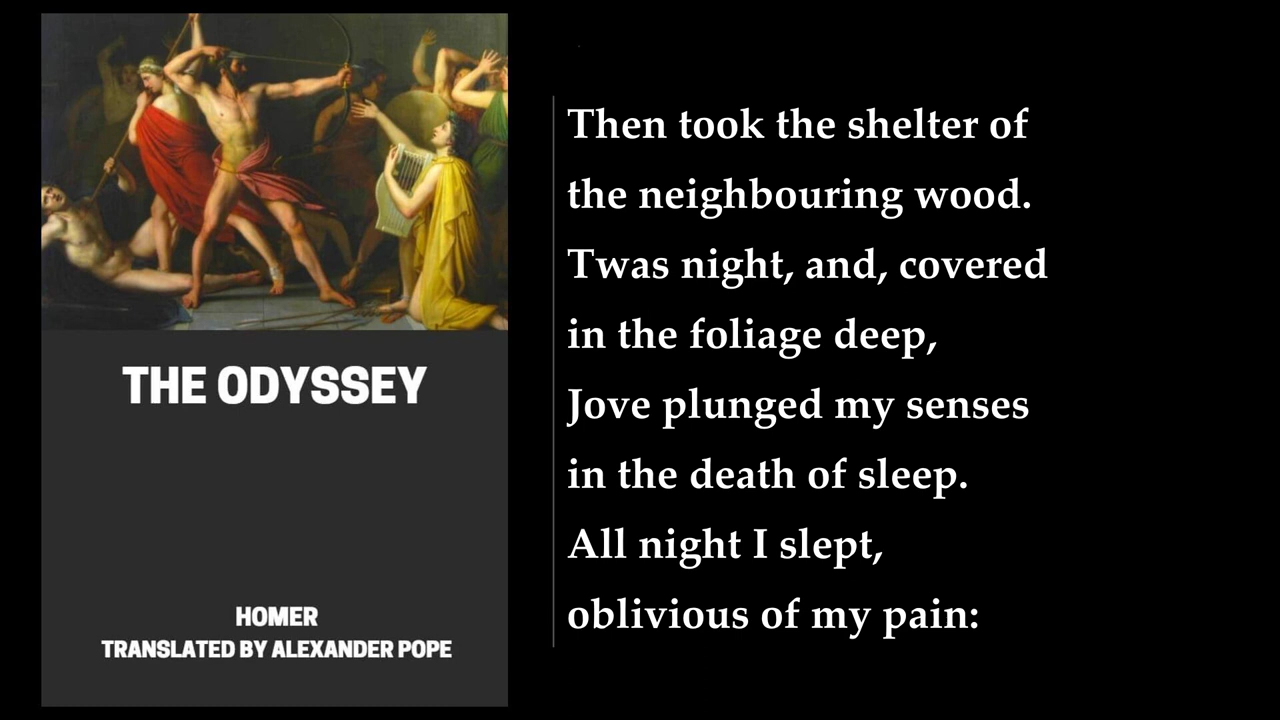 THE ODYSSEY
HOMER
TRANSLATED BY ALEXANDER POPE
Then took the shelter of
the neighbouring wood.
Twas night, and, covered
in the foliage deep,
Jove plunged my senses
in the death of sleep.
All night I slept,
oblivious of my pain: